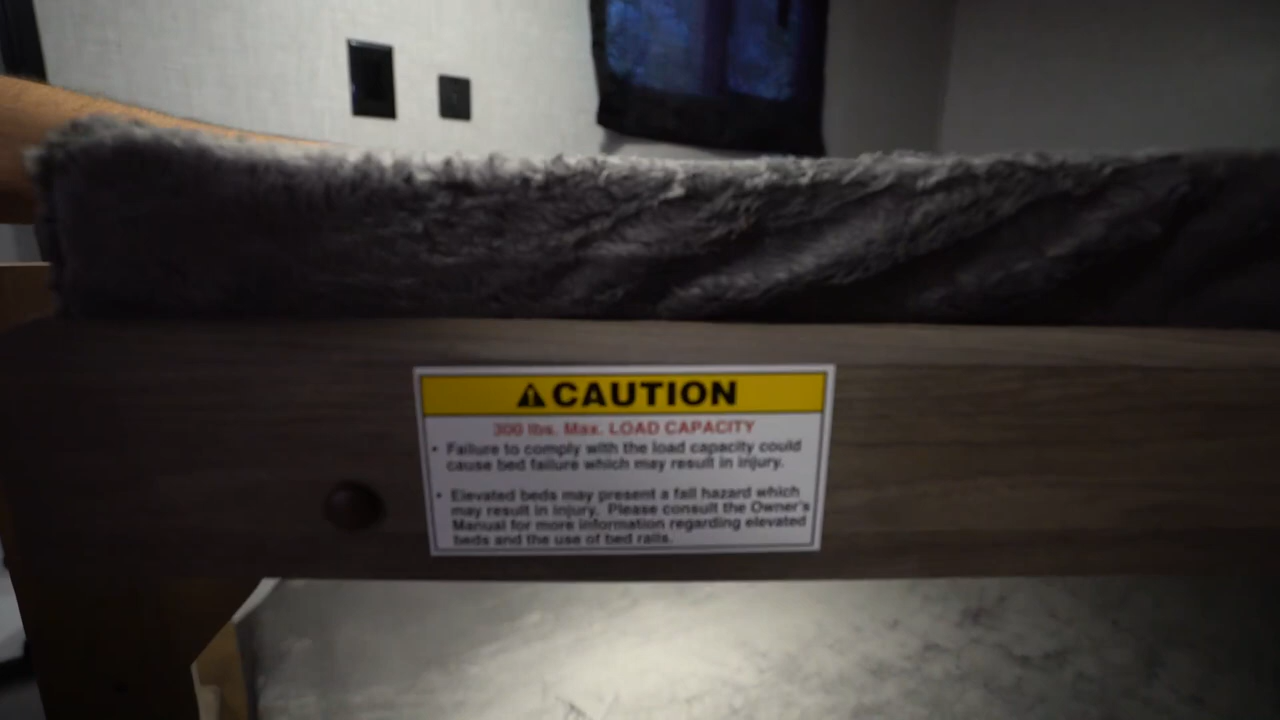 CAUTION
300 lbs. Max. LOAD CAPACITY
• Failure to comply with the load capacity could
cause bed failure which may result in injury.
• Elevated beds may present a fall hazard which
may result in injury. Please consult the Owner's
Manual for more information regarding elevated
beds and the use of bed rails.